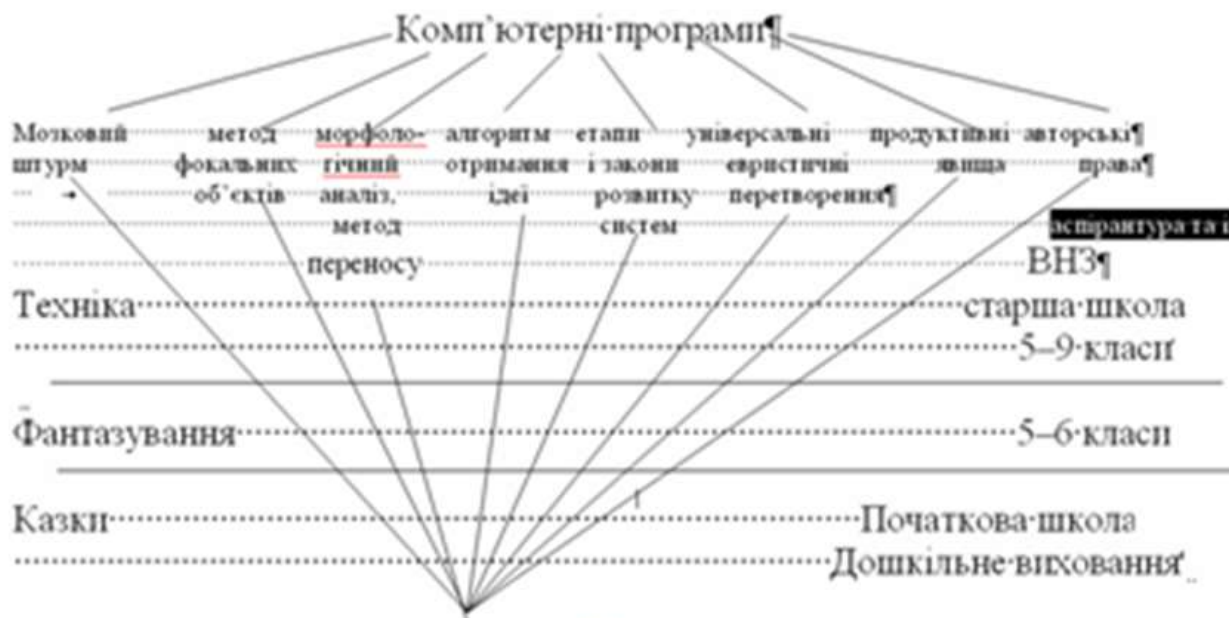 Комп`ютерні програми¶
Мозковий метод морфоло- алгоритм етапи універсальні продуктивні авторські¶
штурм фокальних гічний отримання і закони евристичні явища права¶
→ об`єктів аналіз, ідеї розвитку перетворення¶
метод систем аспірантура та
переносу ВНЗ¶
Техніка старша школа
5–9 класи
Фантазування 5–6 класи
Казки Початкова школа
Дошкільне виховання